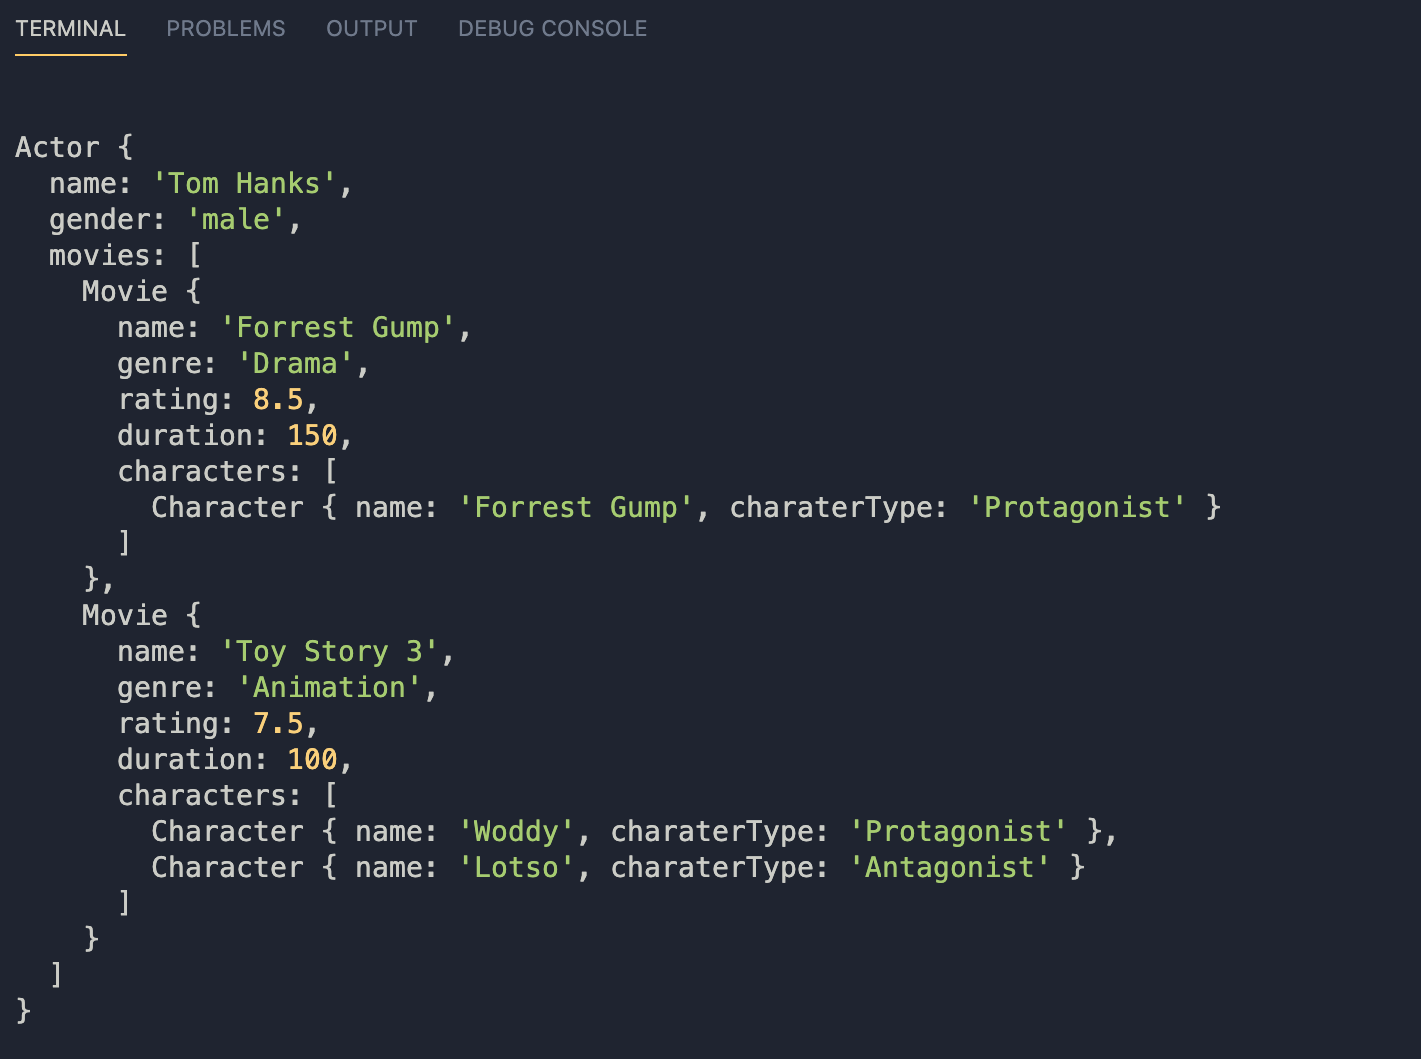 TERMINAL PROBLEMS OUTPUT DEBUG CONSOLE
Actor {
  name: 'Tom Hanks',
  gender: 'male',
  movies: [
    Movie {
      name: 'Forrest Gump',
      genre: 'Drama',
      rating: 8.5,
      duration: 150,
      characters: [
        Character { name: 'Forrest Gump', charaterType: 'Protagonist' }
      ]
    },
    Movie {
      name: 'Toy Story 3',
      genre: 'Animation',
      rating: 7.5,
      duration: 100,
      characters: [
        Character { name: 'Woddy', charaterType: 'Protagonist' },
        Character { name: 'Lotso', charaterType: 'Antagonist' }
      ]
    }
  ]
}